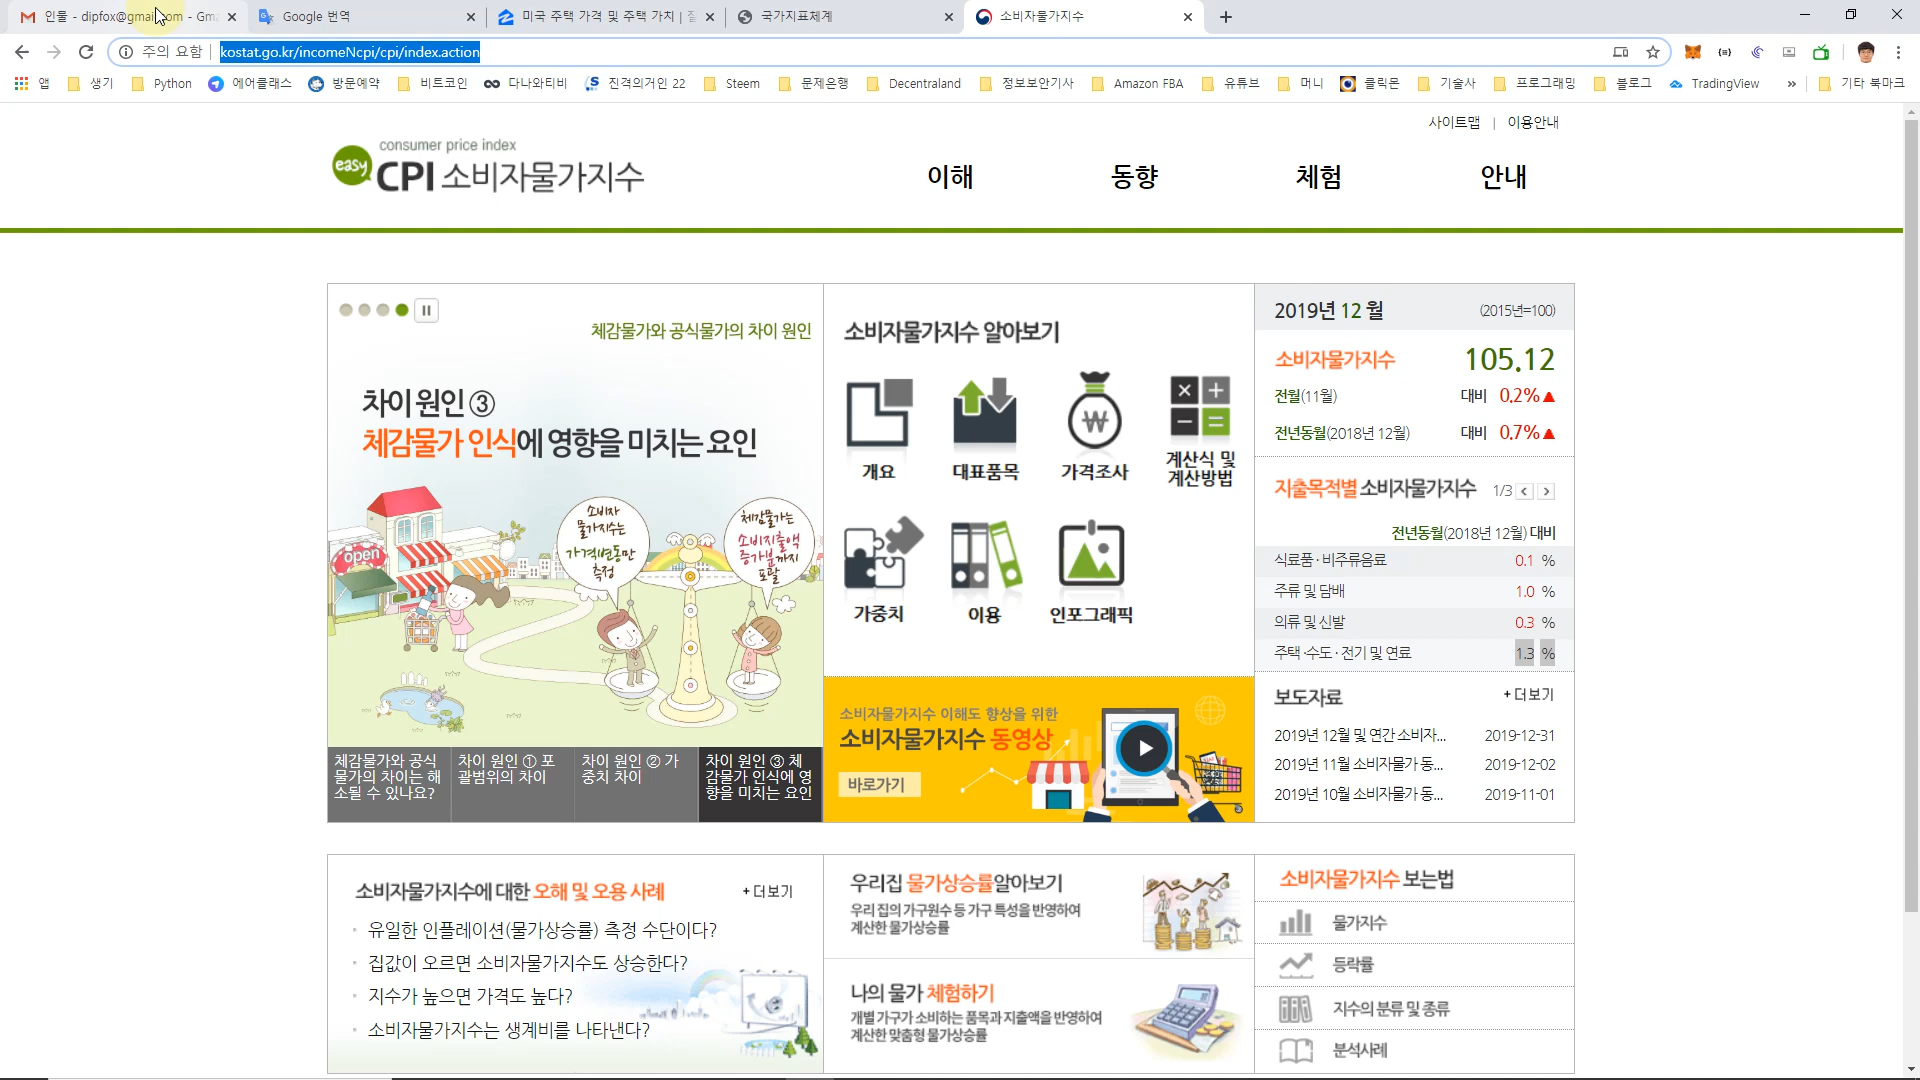 인물 - dipfox@gmail.com - Gma
Google 번역
미국 주택 가격 및 주택 가치 | 질
국가지표체계
소비자물가지수
주의 요함
kostat.go.kr/incomeNcpi/cpi/index.action
앱
생기
Python
에어클래스
방문예약
비트코인
다나와티비
진격의거인 22
Steem
문제은행
Decentraland
정보보안기사
Amazon FBA
유튜브
머니
클릭몬
기술사
프로그래밍
블로그
TradingView
»
기타 북마크
사이트맵 | 이용안내
consumer price index
easy
CPI 소비자물가지수
이해
동향
체험
안내
체감물가와 공식물가의 차이 원인
차이 원인 ③
체감물가 인식에 영향을 미치는 요인
open
소비자
물가지수는
가격변동만
측정
체감물가는
소비지출액
증가분까지
포괄
체감물가와 공식
물가의 차이는 해
소될 수 있나요?
차이 원인 ① 포
괄범위의 차이
차이 원인 ② 가
중치 차이
차이 원인 ③ 체
감물가 인식에 영
향을 미치는 요인
소비자물가지수 알아보기
개요
대표품목
가격조사
계산식 및
계산방법
가중치
이용
인포그래픽
소비자물가지수 이해도 향상을 위한
소비자물가지수 동영상
바로가기
2019년 12 월 (2015년=100)
소비자물가지수 105.12
전월(11월) 대비 0.2%▲
전년동월(2018년 12월) 대비 0.7%▲
지출목적별 소비자물가지수 1/3
전년동월(2018년 12월) 대비
식료품 · 비주류음료 0.1 %
주류 및 담배 1.0 %
의류 및 신발 0.3 %
주택 ·수도 · 전기 및 연료 1.3 %
보도자료 + 더보기
2019년 12월 및 연간 소비자... 2019-12-31
2019년 11월 소비자물가 동... 2019-12-02
2019년 10월 소비자물가 동... 2019-11-01
소비자물가지수에 대한 오해 및 오용 사례 + 더보기
· 유일한 인플레이션(물가상승률) 측정 수단이다?
· 집값이 오르면 소비자물가지수도 상승한다?
· 지수가 높으면 가격도 높다?
· 소비자물가지수는 생계비를 나타낸다?
우리집 물가상승률알아보기
우리 집의 가구원수 등 가구 특성을 반영하여
계산한 물가상승률
나의 물가 체험하기
개별 가구가 소비하는 품목과 지출액을 반영하여
계산한 맞춤형 물가상승률
소비자물가지수 보는법
물가지수
등락률
지수의 분류 및 종류
분석사례